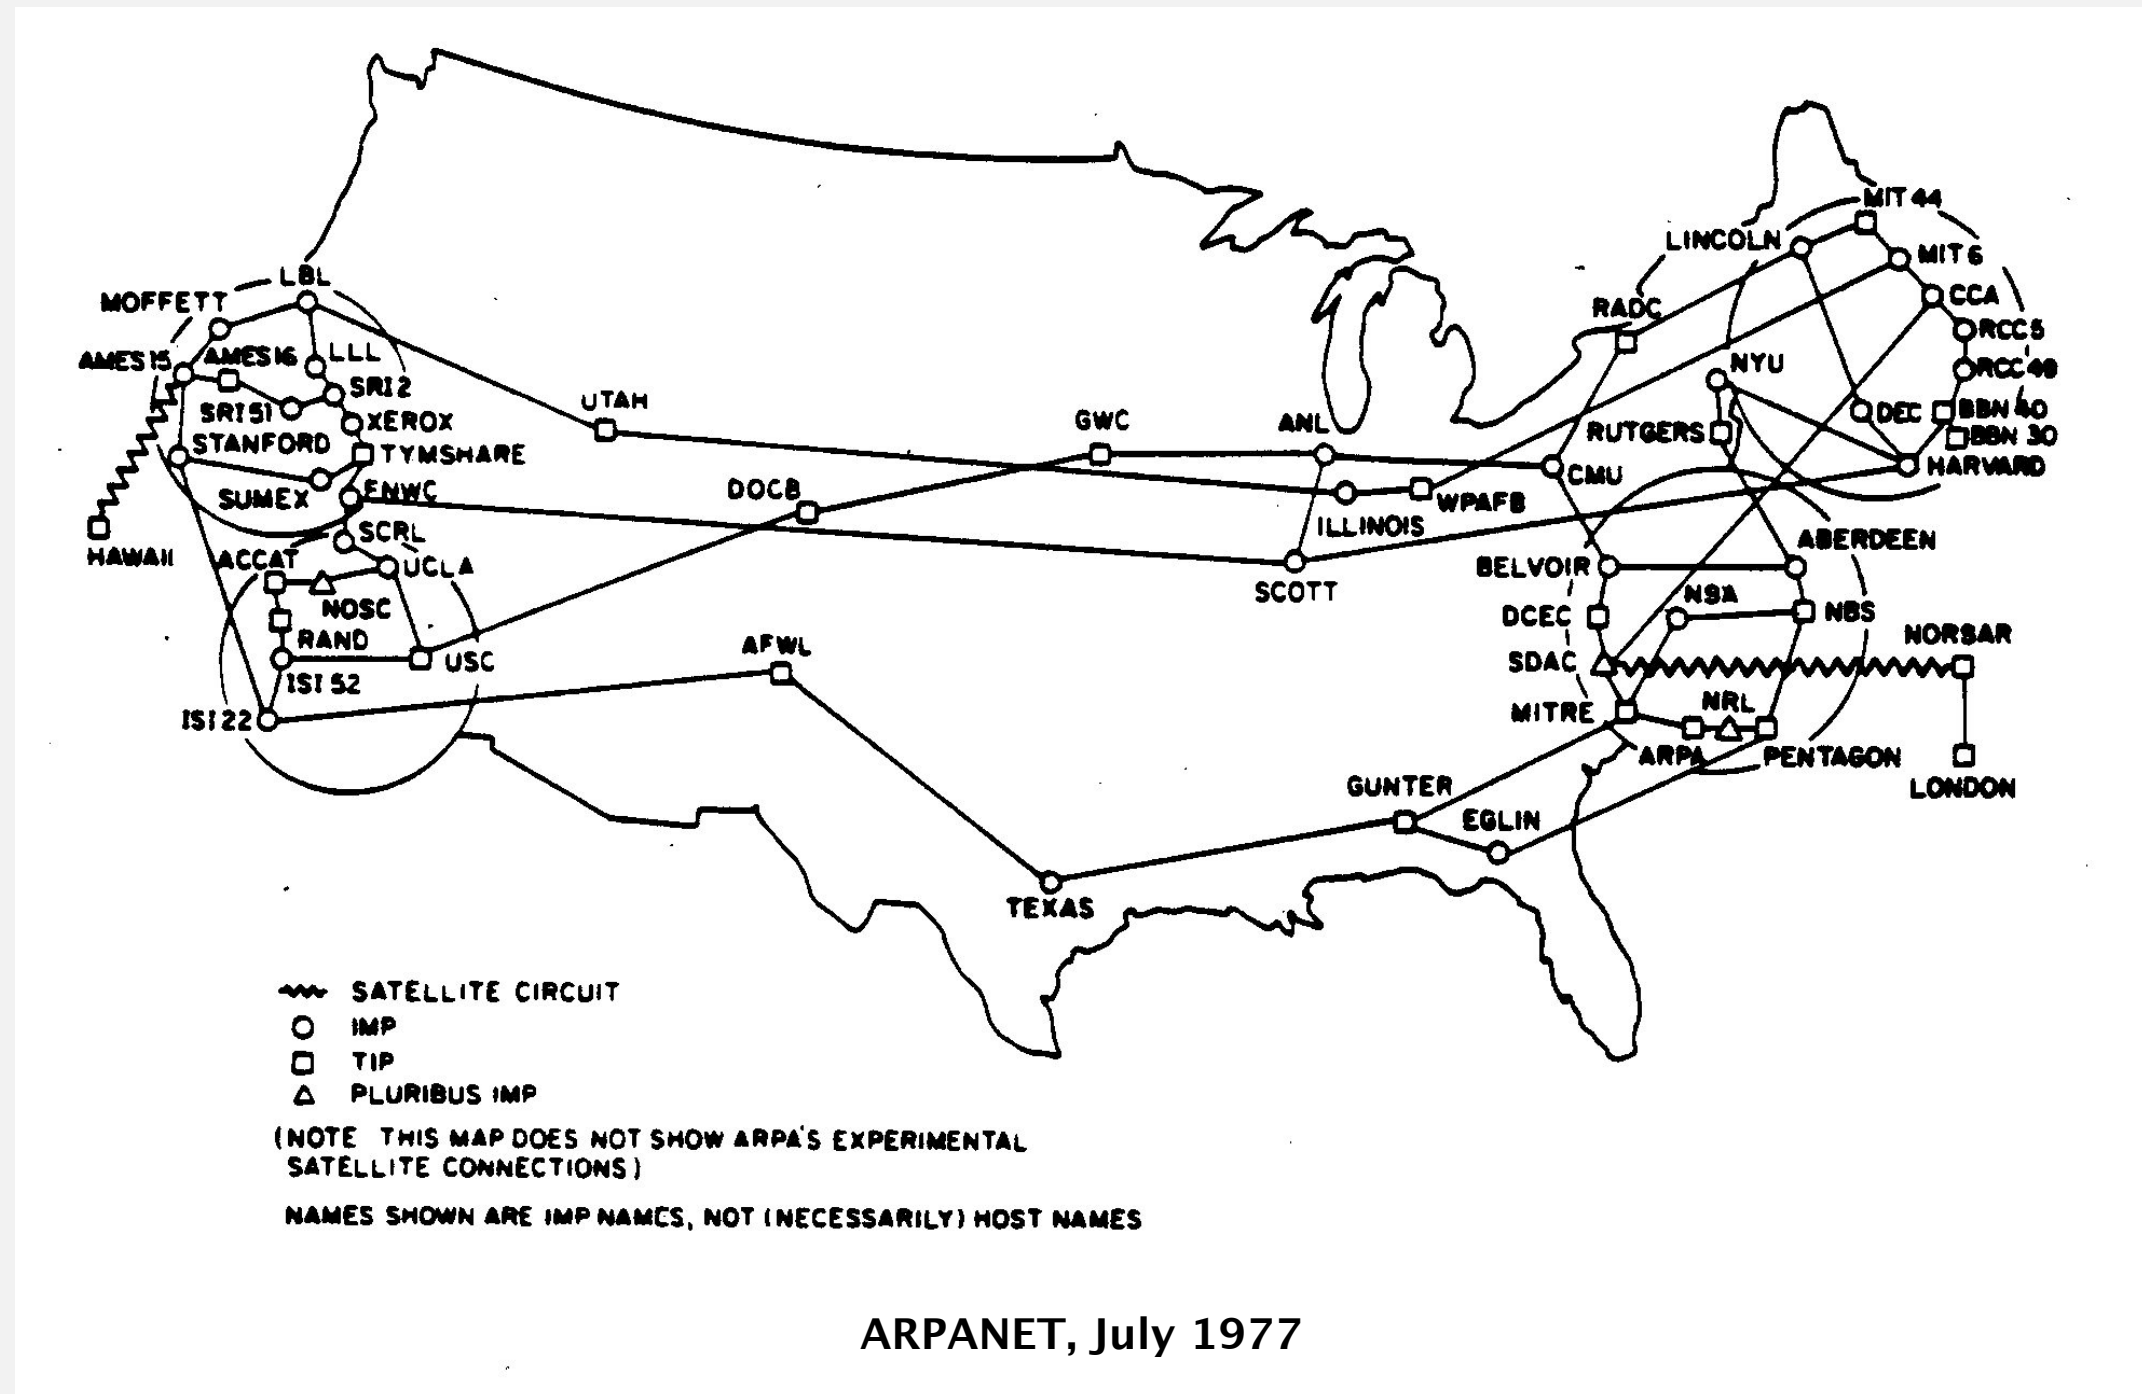 MIT 44
LINCOLN
MIT 6
LBL
CCA
MOFFETT
RADC
RCC 5
AMES 15
AMES 16
LLL
NYU
RCC 49
SRI 2
UTAH
SRI 51
XEROX
GWC
ANL
DEC
BBN 40
RUTGERS
BBN 30
STANFORD
TYMSHARE
HARVARD
CMU
SUMEX
FNWC
DOCB
WPAFB
ILLINOIS
SCRL
ABERDEEN
HAWAII
ACCAT
UCLA
BELVOIR
SCOTT
NSA
NOSC
DCEC
NBS
RAND
NORSAR
AFWL
USC
SDAC
ISI 52
NRL
ISI 22
MITRE
ARPA
PENTAGON
GUNTER
LONDON
EGLIN
TEXAS
SATELLITE CIRCUIT
IMP
TIP
PLURIBUS IMP
(NOTE THIS MAP DOES NOT SHOW ARPA'S EXPERIMENTAL
SATELLITE CONNECTIONS)
NAMES SHOWN ARE IMP NAMES, NOT (NECESSARILY) HOST NAMES
ARPANET, July 1977